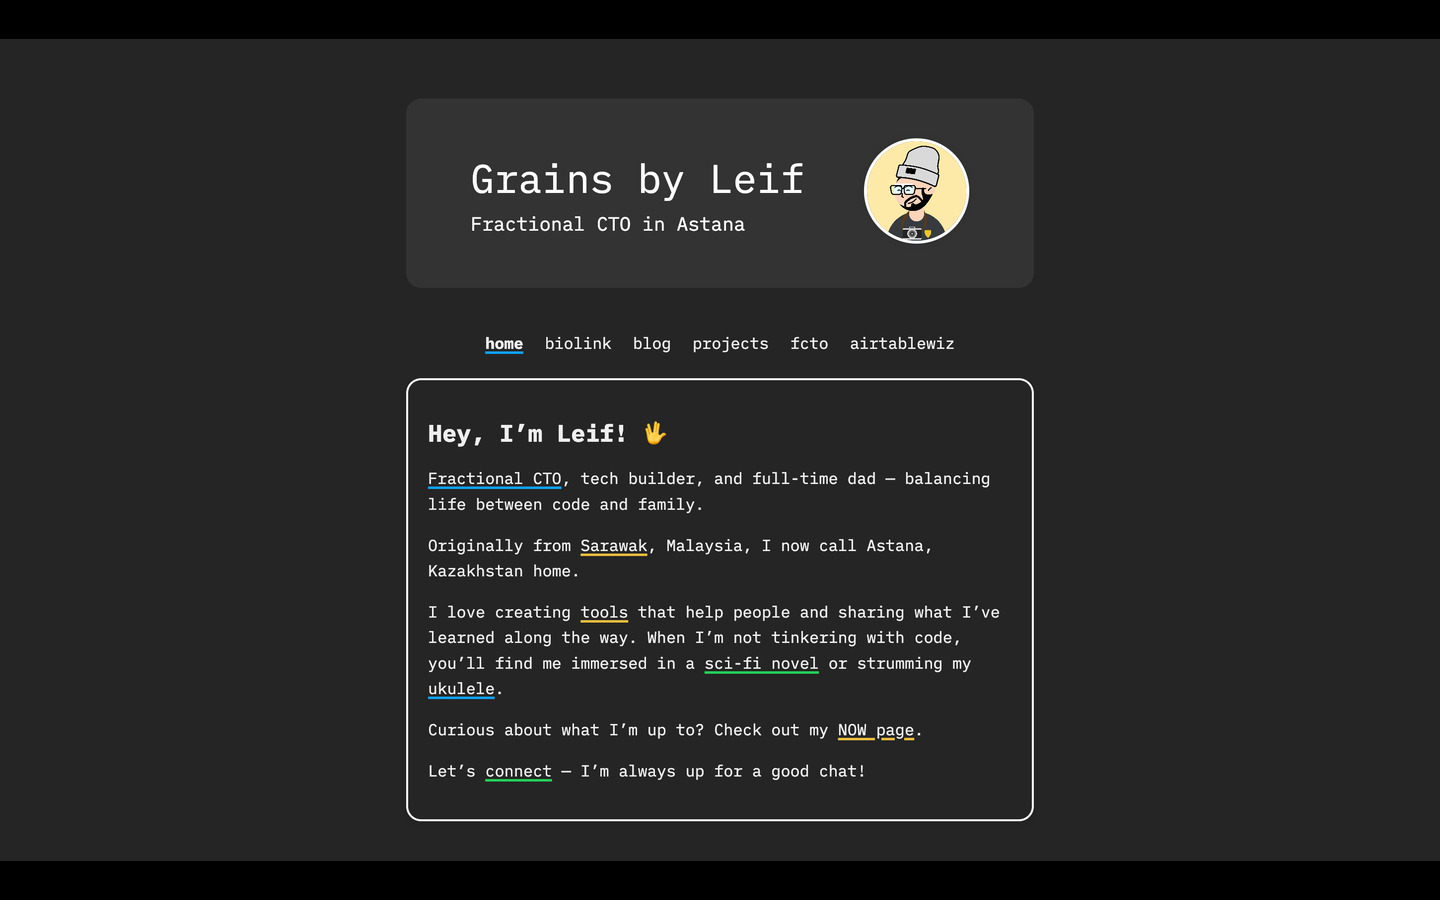 Grains by Leif
Fractional CTO in Astana
home biolink blog projects fcto airtablewiz
Hey, I’m Leif! 🖖
Fractional CTO, tech builder, and full-time dad — balancing
life between code and family.
Originally from Sarawak, Malaysia, I now call Astana,
Kazakhstan home.
I love creating tools that help people and sharing what I’ve
learned along the way. When I’m not tinkering with code,
you’ll find me immersed in a sci-fi novel or strumming my
ukulele.
Curious about what I’m up to? Check out my NOW page.
Let’s connect — I’m always up for a good chat!